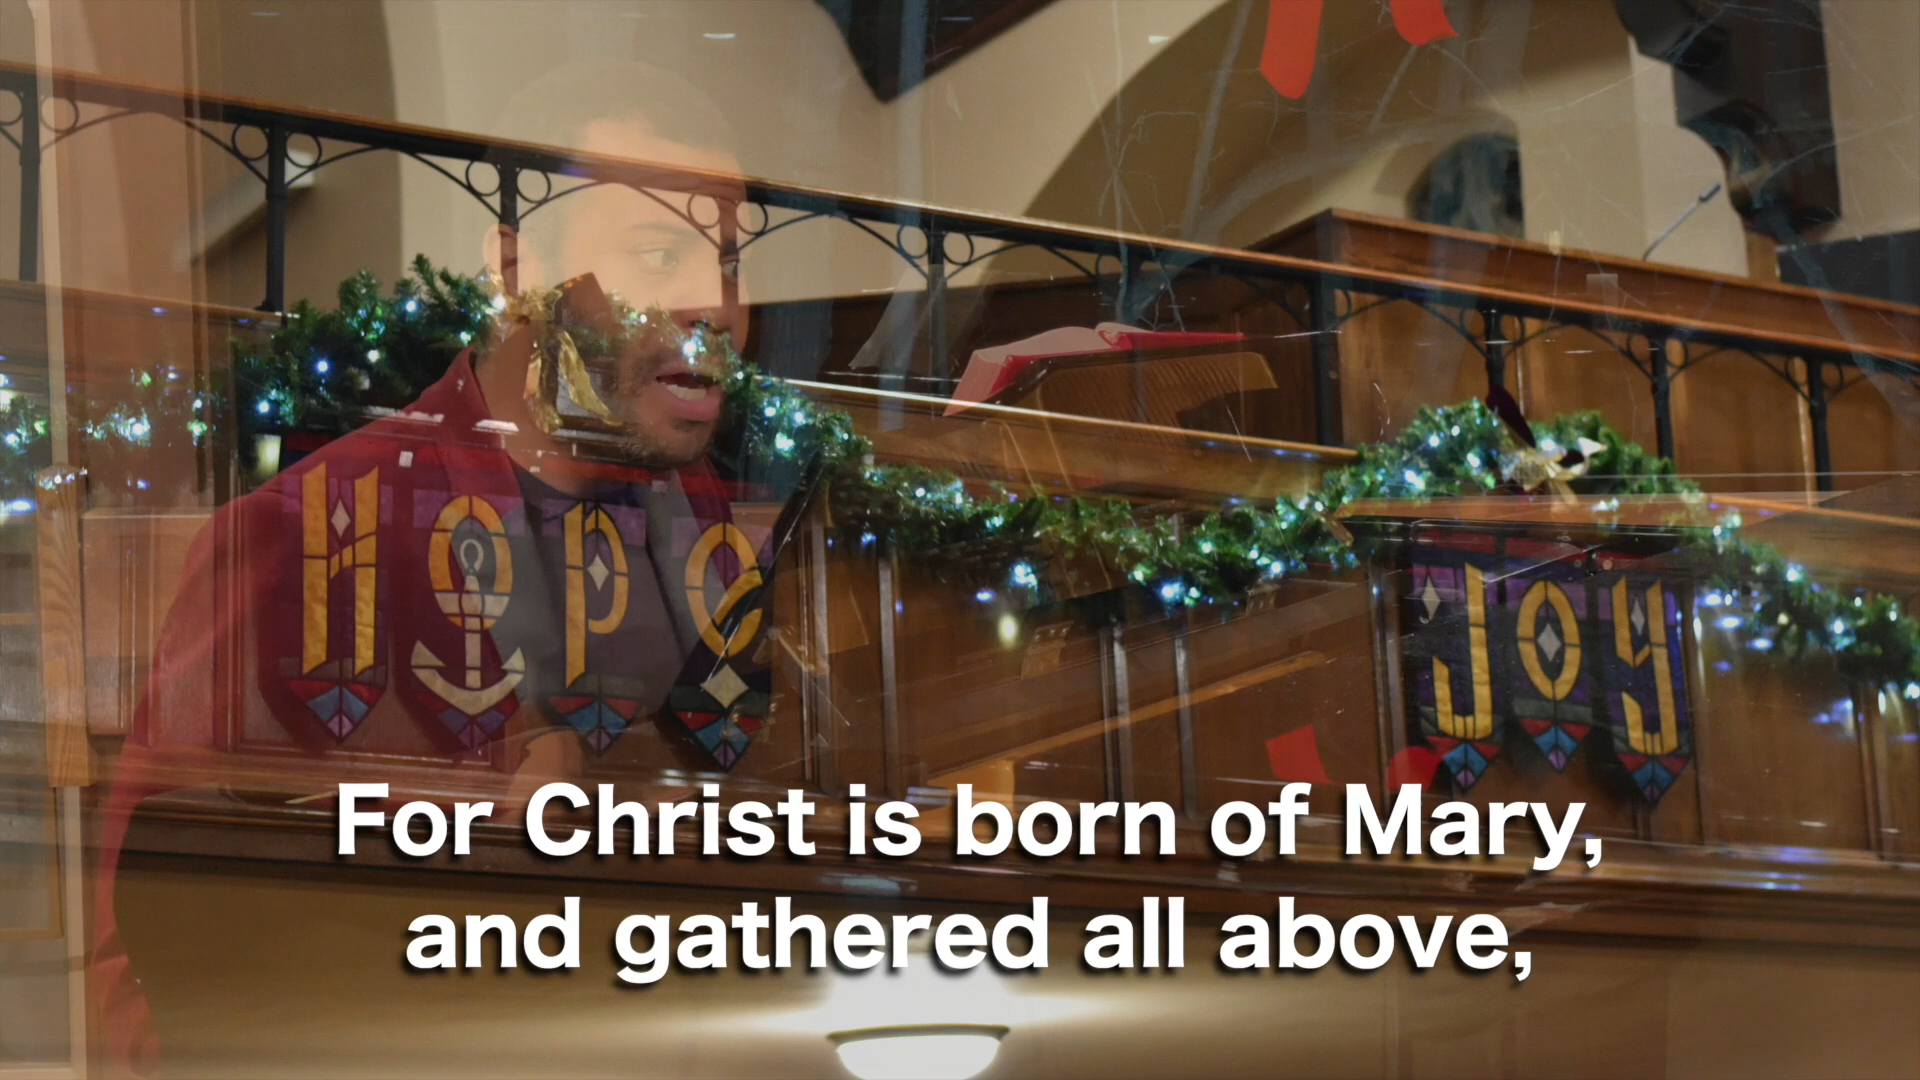 Hope
Joy
For Christ is born of Mary,
and gathered all above,